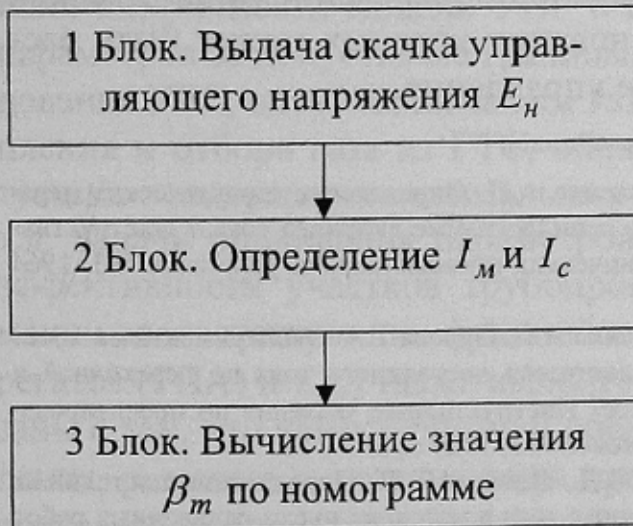 1 Блок. Выдача скачка управ-
ляющего напряжения Eн
2 Блок. Определение Iм и Ic
3 Блок. Вычисление значения
βm по номограмме